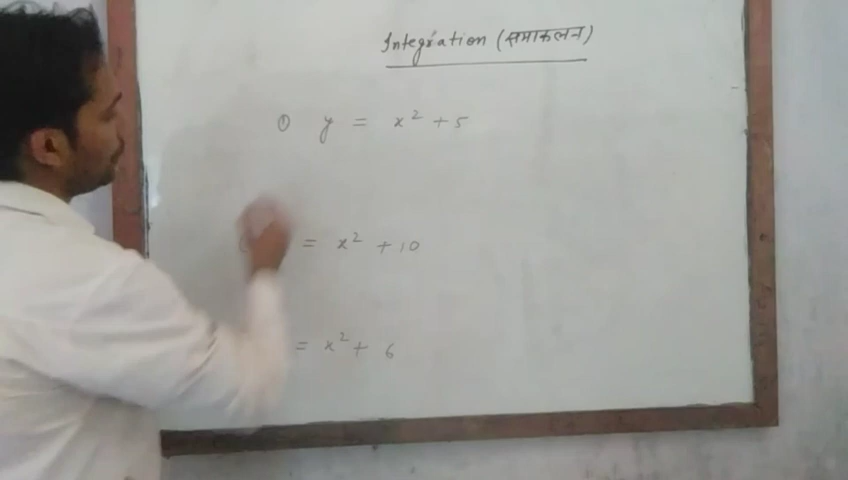 Integration (समाकलन)
① y = x² + 5
= x² + 10
= x² + 6